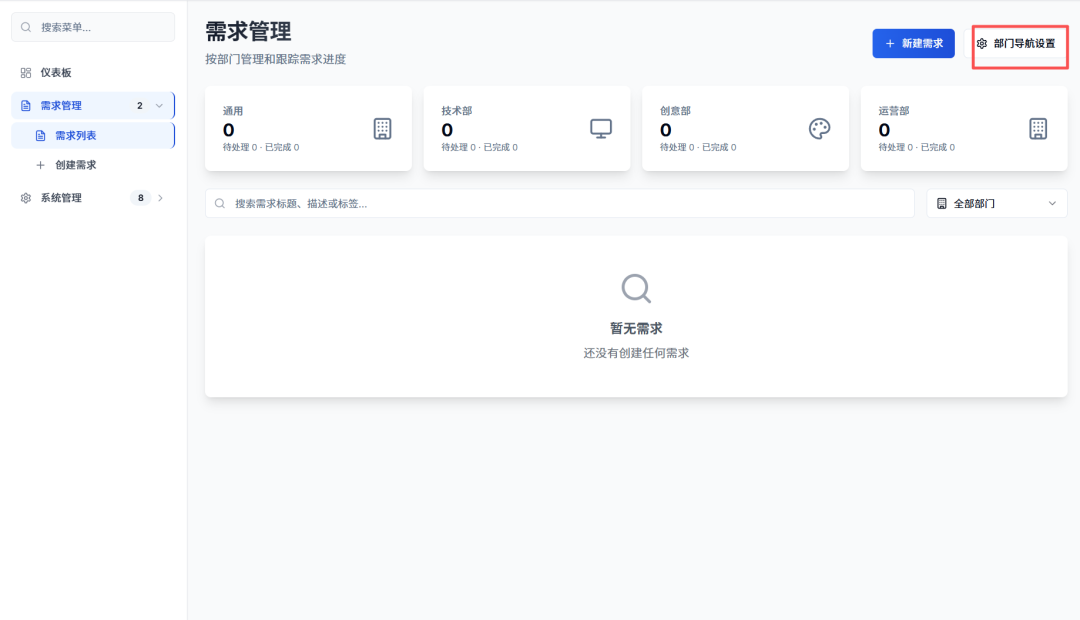 搜索菜单...
仪表板
需求管理 2
需求列表
创建需求
系统管理 8
需求管理
按部门管理和跟踪需求进度
新建需求
部门导航设置
通用
0
待处理 0 · 已完成 0
技术部
0
待处理 0 · 已完成 0
创意部
0
待处理 0 · 已完成 0
运营部
0
待处理 0 · 已完成 0
搜索需求标题、描述或标签...
全部部门
暂无需求
还没有创建任何需求